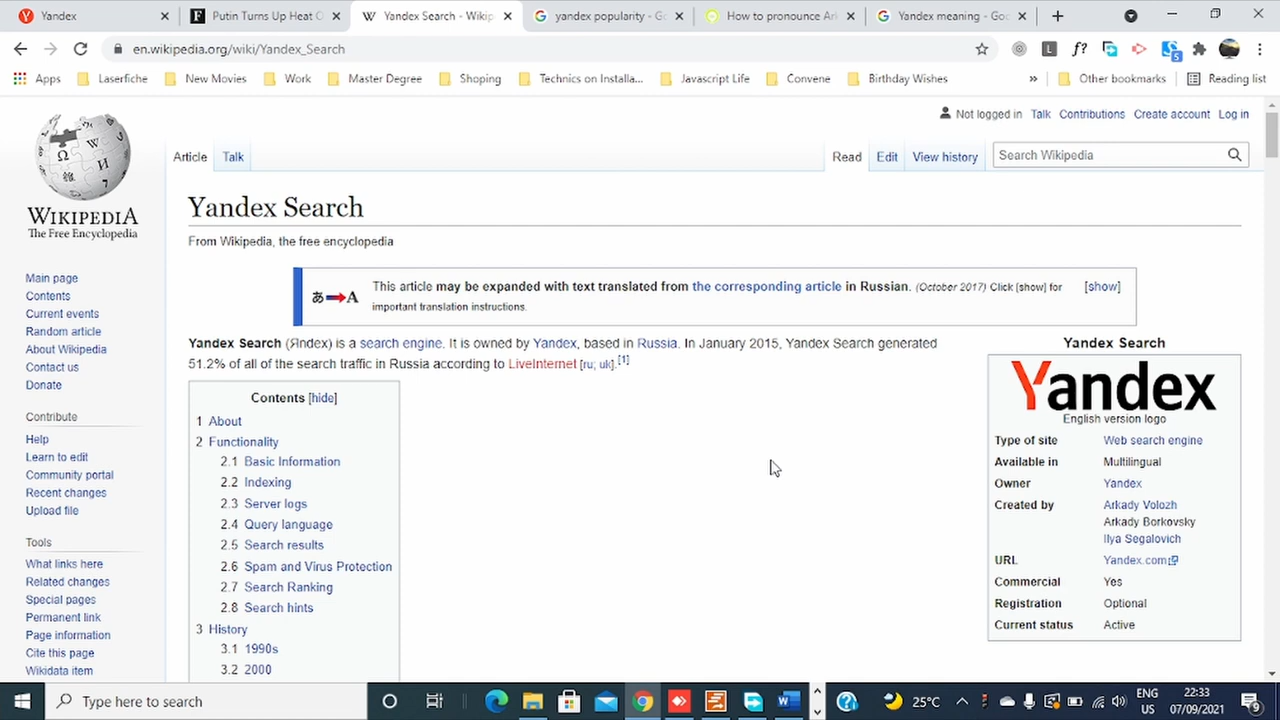 Yandex
Putin Turns Up Heat O
Yandex Search - Wikip
yandex popularity - Go
How to pronounce Ark
Yandex meaning - Goo
en.wikipedia.org/wiki/Yandex_Search
Apps
Laserfiche
New Movies
Work
Master Degree
Shoping
Technics on Installa...
Javascript Life
Convene
Birthday Wishes
»
Other bookmarks
Reading list
Not logged in Talk Contributions Create account Log in
Article Talk
Read Edit View history
Search Wikipedia
WIKIPEDIA
The Free Encyclopedia
Main page
Contents
Current events
Random article
About Wikipedia
Contact us
Donate
Contribute
Help
Learn to edit
Community portal
Recent changes
Upload file
Tools
What links here
Related changes
Special pages
Permanent link
Page information
Cite this page
Wikidata item
Yandex Search
From Wikipedia, the free encyclopedia
あ A
This article may be expanded with text translated from the corresponding article in Russian. (October 2017) Click [show] for
important translation instructions.
[show]
Yandex Search (Яndex) is a search engine. It is owned by Yandex, based in Russia. In January 2015, Yandex Search generated
51.2% of all of the search traffic in Russia according to LiveInternet [ru; uk].[1]
Contents [hide]
1 About
2 Functionality
2.1 Basic Information
2.2 Indexing
2.3 Server logs
2.4 Query language
2.5 Search results
2.6 Spam and Virus Protection
2.7 Search Ranking
2.8 Search hints
3 History
3.1 1990s
3.2 2000
Yandex Search
Yandex
English version logo
Type of site Web search engine
Available in Multilingual
Owner Yandex
Created by Arkady Volozh
Arkady Borkovsky
Ilya Segalovich
URL Yandex.com
Commercial Yes
Registration Optional
Current status Active
Type here to search
25°C
ENG
US
22:33
07/09/2021